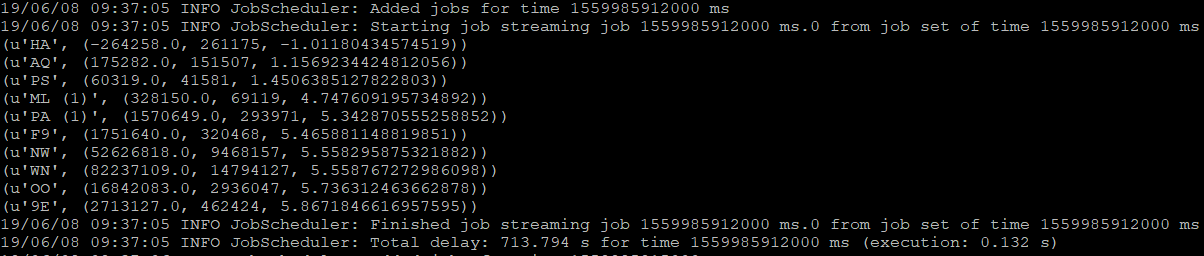 19/06/08 09:37:05 INFO JobScheduler: Added jobs for time 1559985912000 ms
19/06/08 09:37:05 INFO JobScheduler: Starting job streaming job 1559985912000 ms.0 from job set of time 1559985912000 ms
(u'HA', (-264258.0, 261175, -1.01180434574519))
(u'AQ', (175282.0, 151507, 1.1569234424812056))
(u'PS', (60319.0, 41581, 1.4506385127822803))
(u'ML (1)', (328150.0, 69119, 4.747609195734892))
(u'PA (1)', (1570649.0, 293971, 5.342870555258852))
(u'F9', (1751640.0, 320468, 5.465881148819851))
(u'NW', (52626818.0, 9468157, 5.558295875321882))
(u'WN', (82237109.0, 14794127, 5.558767272986098))
(u'OO', (16842083.0, 2936047, 5.736312463662878))
(u'9E', (2713127.0, 462424, 5.8671846616957595))
19/06/08 09:37:05 INFO JobScheduler: Finished job streaming job 1559985912000 ms.0 from job set of time 1559985912000 ms
19/06/08 09:37:05 INFO JobScheduler: Total delay: 713.794 s for time 1559985912000 ms (execution: 0.132 s)